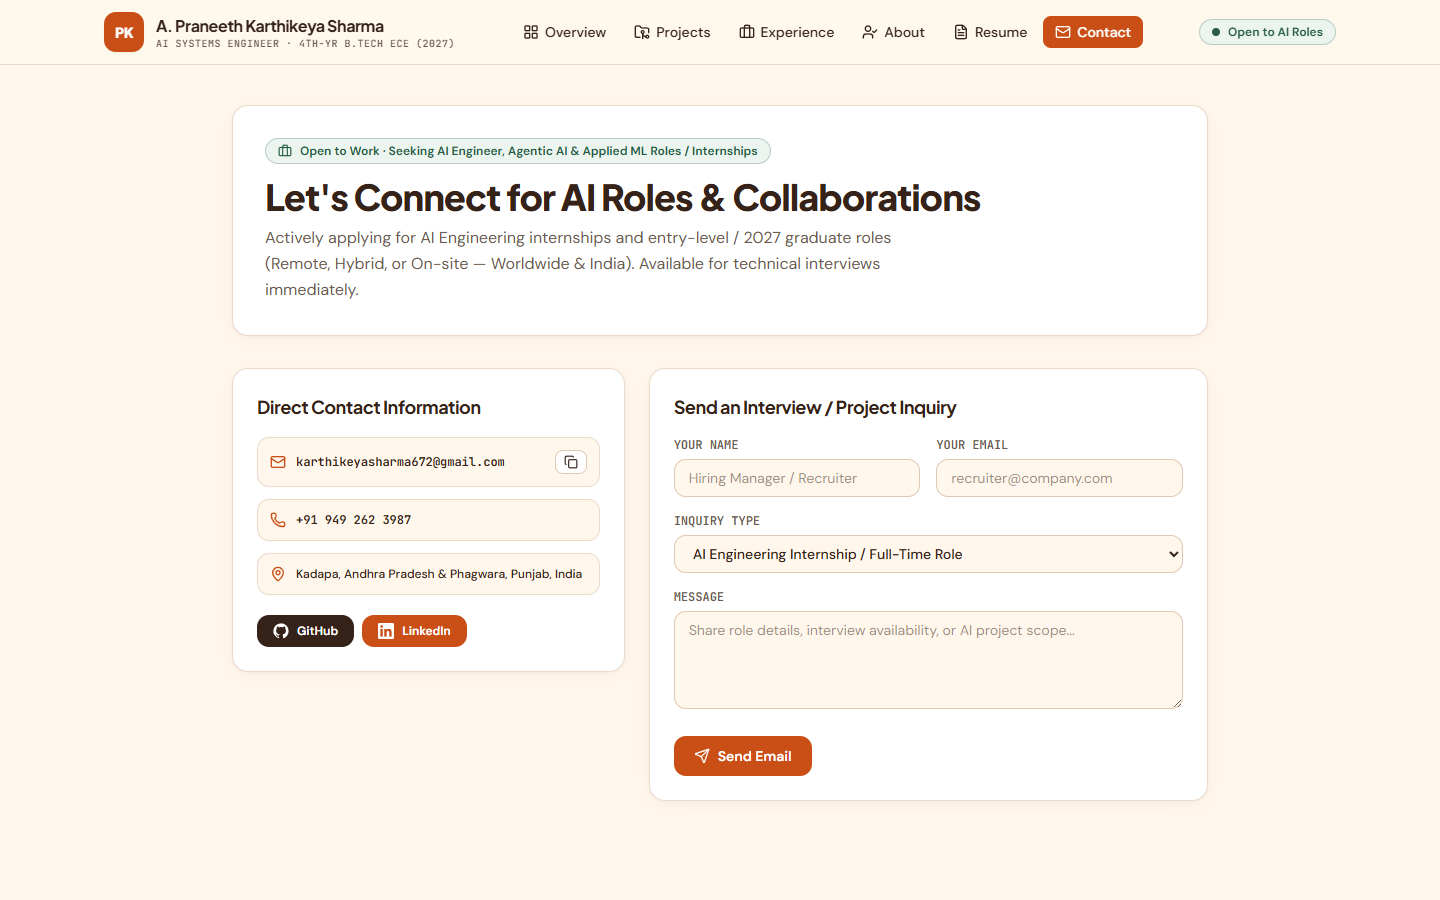 PK
A. Praneeth Karthikeya Sharma
AI SYSTEMS ENGINEER · 4TH-YR B.TECH ECE (2027)
Overview
Projects
Experience
About
Resume
Contact
Open to AI Roles
Open to Work · Seeking AI Engineer, Agentic AI & Applied ML Roles / Internships
Let's Connect for AI Roles & Collaborations
Actively applying for AI Engineering internships and entry-level / 2027 graduate roles
(Remote, Hybrid, or On-site — Worldwide & India). Available for technical interviews
immediately.
Direct Contact Information
karthikeyasharma672@gmail.com
+91 949 262 3987
Kadapa, Andhra Pradesh & Phagwara, Punjab, India
GitHub
LinkedIn
Send an Interview / Project Inquiry
YOUR NAME
YOUR EMAIL
Hiring Manager / Recruiter
recruiter@company.com
INQUIRY TYPE
AI Engineering Internship / Full-Time Role
MESSAGE
Share role details, interview availability, or AI project scope...
Send Email